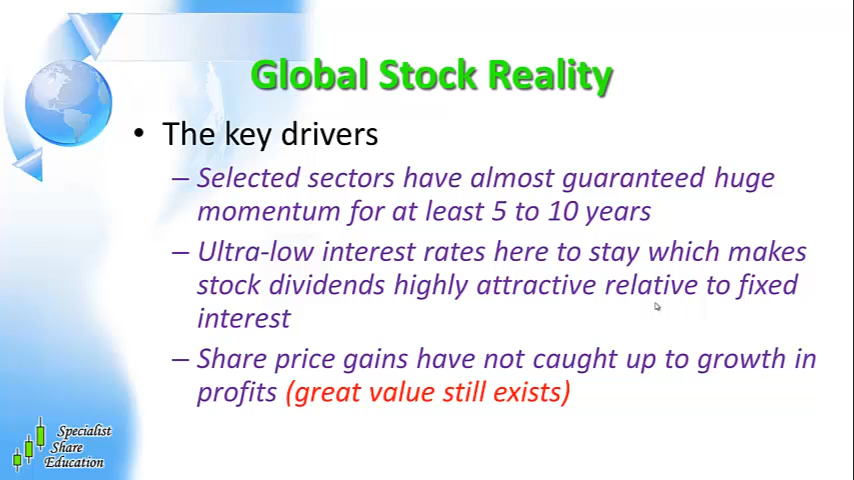 Global Stock Reality
• The key drivers
– Selected sectors have almost guaranteed huge
momentum for at least 5 to 10 years
– Ultra-low interest rates here to stay which makes
stock dividends highly attractive relative to fixed
interest
– Share price gains have not caught up to growth in
profits (great value still exists)
Specialist
Share
Education